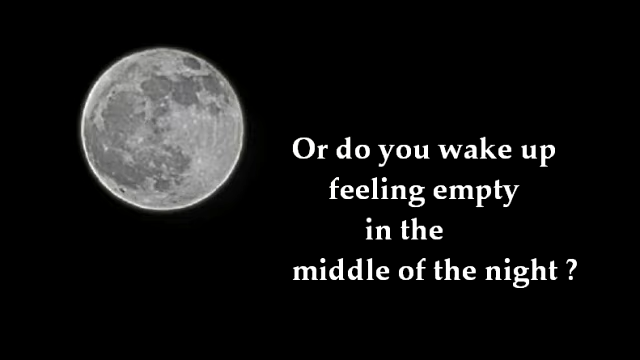 Or do you wake up
feeling empty
in the
middle of the night ?